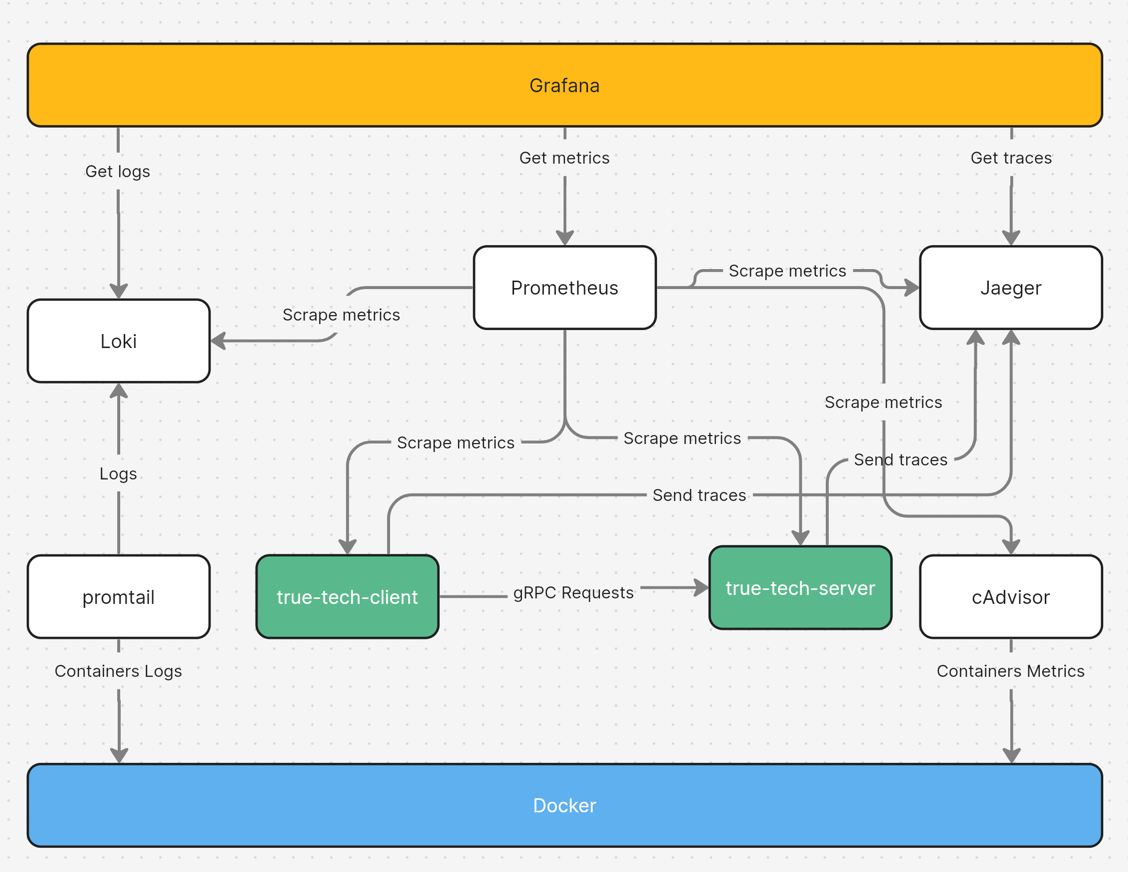 Grafana
Get logs
Get metrics
Get traces
Prometheus
Scrape metrics
Jaeger
Scrape metrics
Loki
Scrape metrics
Scrape metrics
Scrape metrics
Send traces
Logs
Send traces
promtail
true-tech-client
gRPC Requests
true-tech-server
cAdvisor
Containers Logs
Containers Metrics
Docker